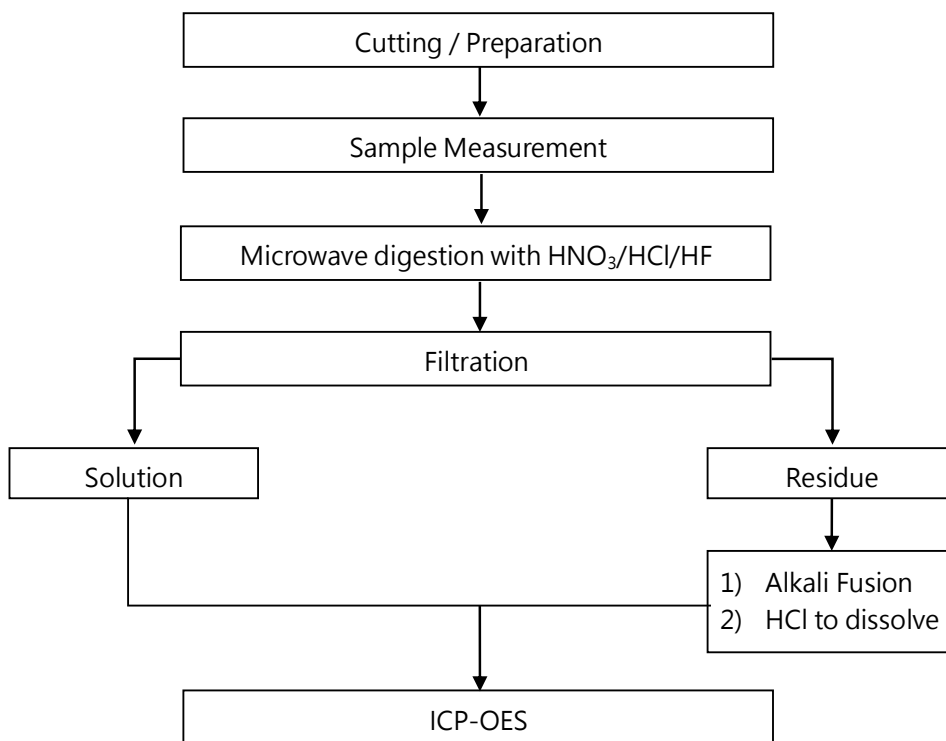 Cutting / Preparation
Sample Measurement
Microwave digestion with HNO₃/HCl/HF
Filtration
Solution
Residue
1) Alkali Fusion
2) HCl to dissolve
ICP-OES